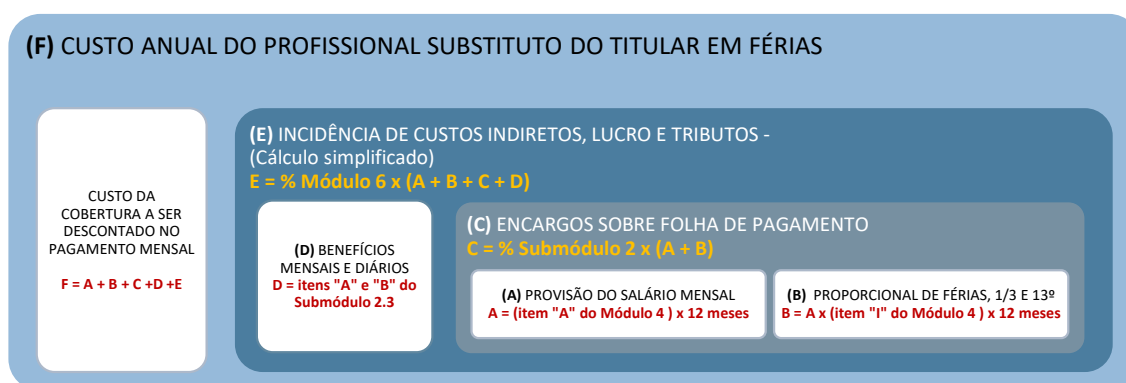 (F) CUSTO ANUAL DO PROFISSIONAL SUBSTITUTO DO TITULAR EM FÉRIAS
CUSTO DA
COBERTURA A SER
DESCONTADO NO
PAGAMENTO MENSAL
F = A + B + C +D +E
(E) INCIDÊNCIA DE CUSTOS INDIRETOS, LUCRO E TRIBUTOS -
(Cálculo simplificado)
E = % Módulo 6 x (A + B + C + D)
(D) BENEFÍCIOS
MENSAIS E DIÁRIOS
D = itens "A" e "B" do
Submódulo 2.3
(C) ENCARGOS SOBRE FOLHA DE PAGAMENTO
C = % Submódulo 2 x (A + B)
(A) PROVISÃO DO SALÁRIO MENSAL
A = (item "A" do Módulo 4 ) x 12 meses
(B) PROPORCIONAL DE FÉRIAS, 1/3 E 13º
B = A x (item "I" do Módulo 4 ) x 12 meses